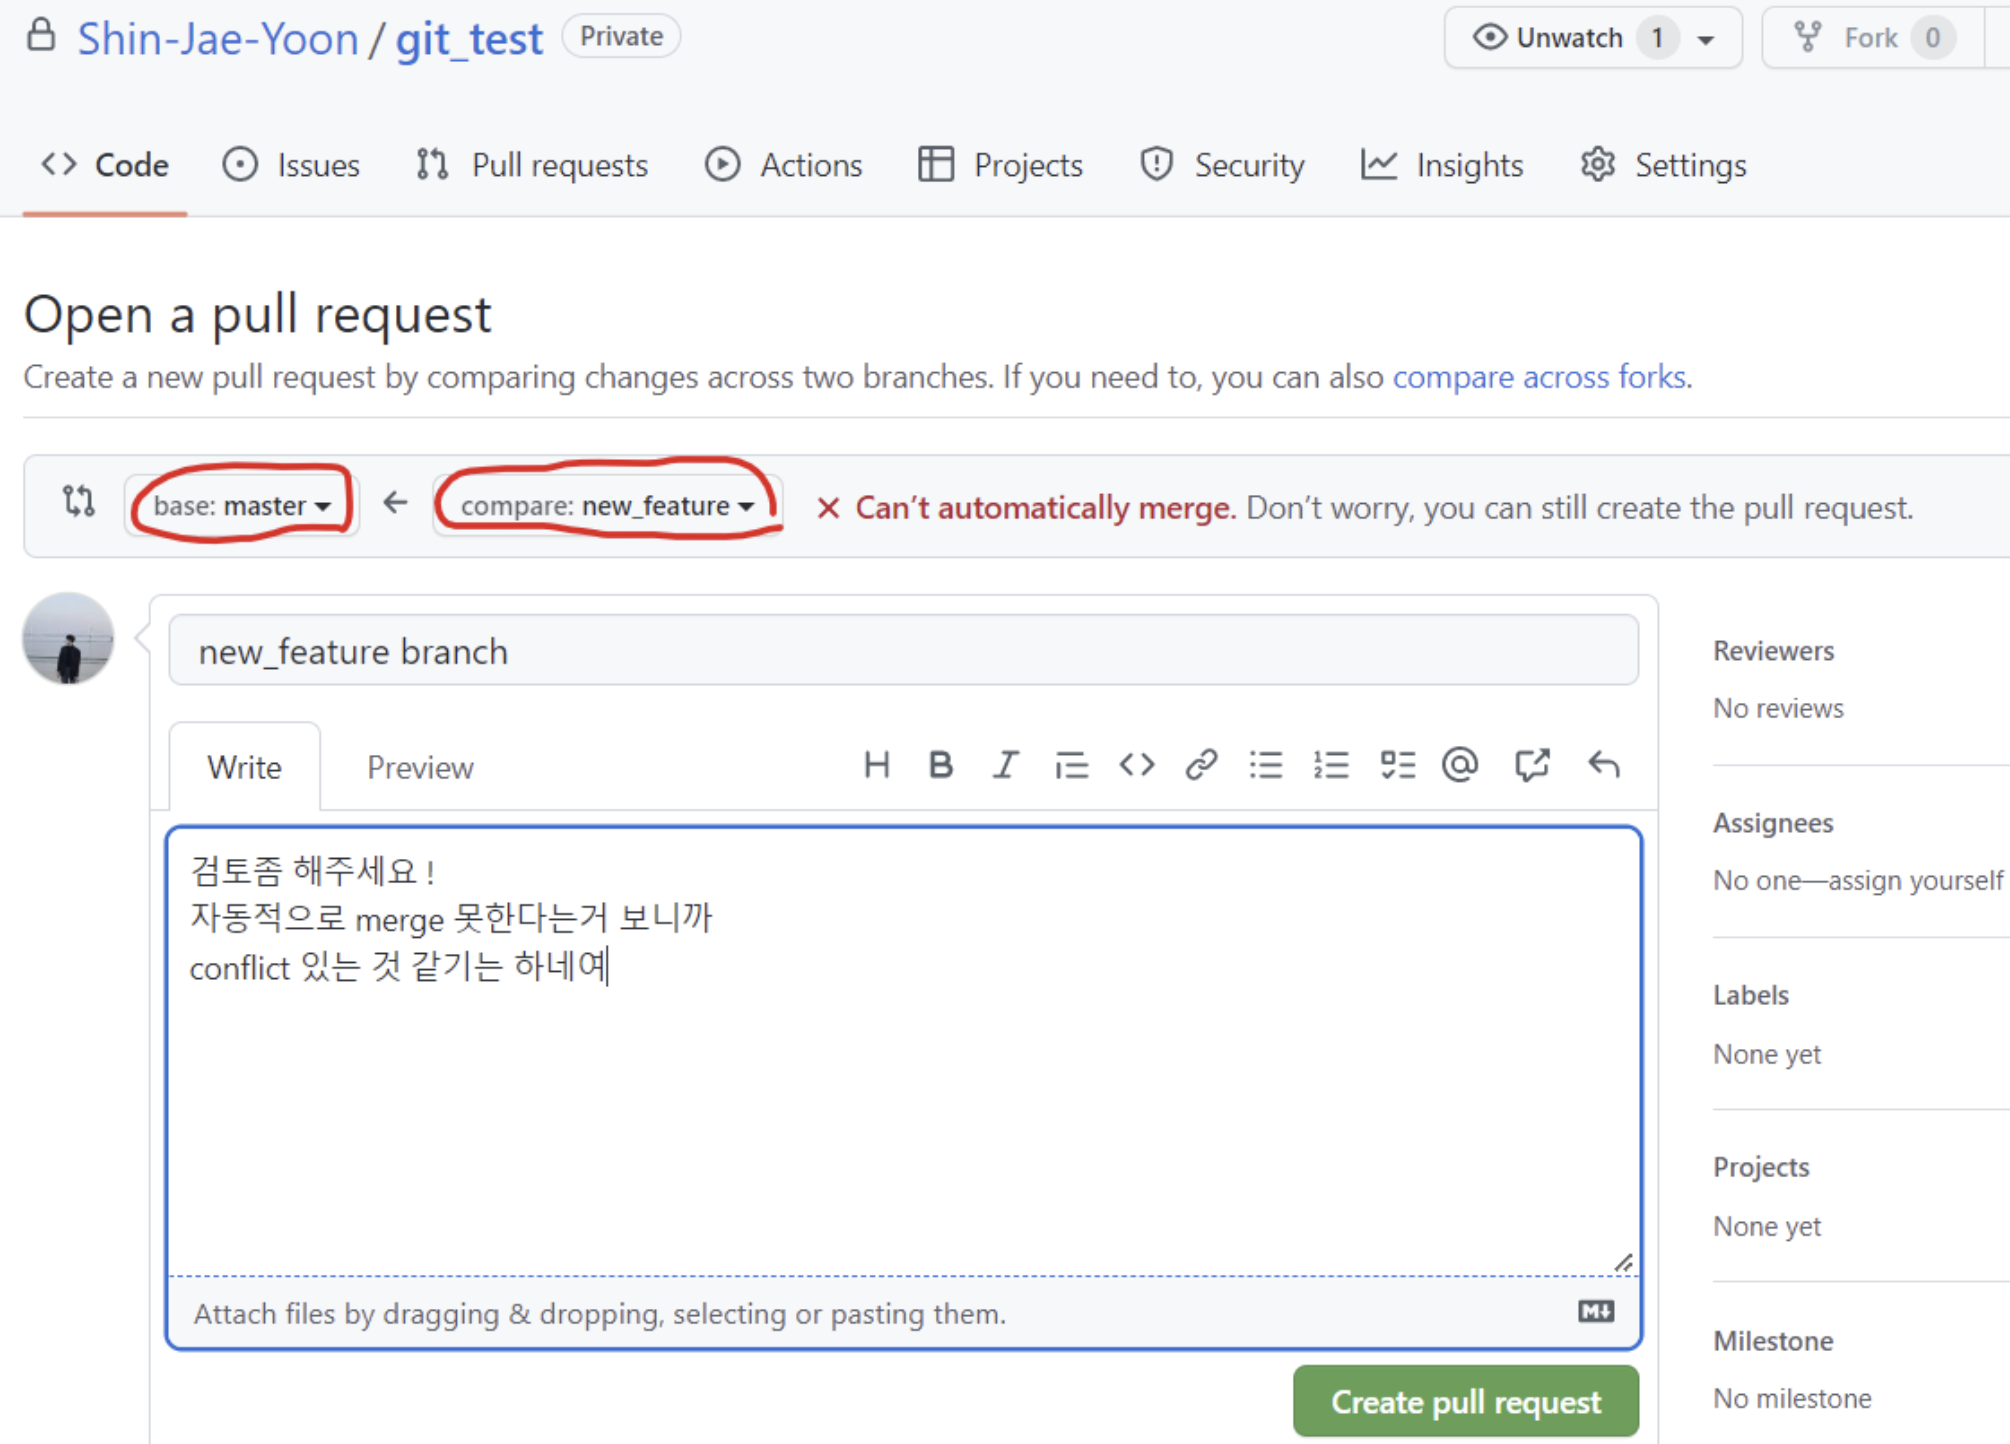 Shin-Jae-Yoon / git_test Private Unwatch 1 Fork 0
Code Issues Pull requests Actions Projects Security Insights Settings
Open a pull request
Create a new pull request by comparing changes across two branches. If you need to, you can also compare across forks.
base: master compare: new_feature Can’t automatically merge. Don’t worry, you can still create the pull request.
new_feature branch
Write Preview
검토좀 해주세요 !
자동적으로 merge 못한다는거 보니까
conflict 있는 것 같기는 하네여
Attach files by dragging & dropping, selecting or pasting them.
Create pull request
Reviewers
No reviews
Assignees
No one—assign yourself
Labels
None yet
Projects
None yet
Milestone
No milestone